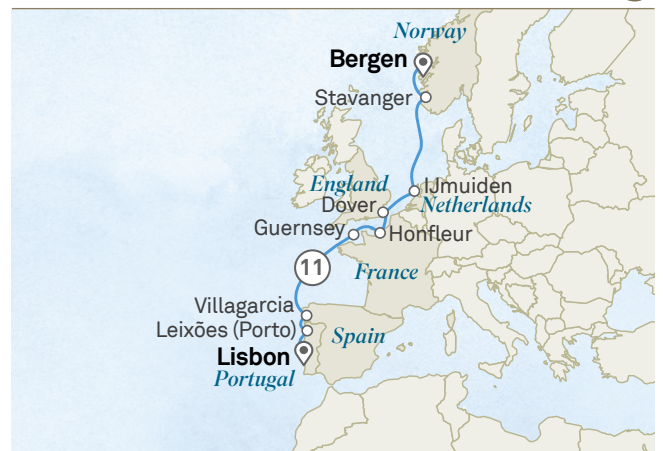 Norway
Bergen
Stavanger
England
IJmuiden
Dover
Netherlands
Guernsey
Honfleur
11
France
Villagarcia
Leixões (Porto)
Spain
Lisbon
Portugal